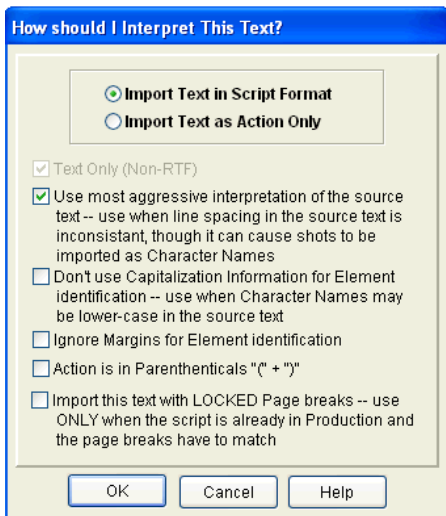 How should I Interpret This Text?
Import Text in Script Format
Import Text as Action Only
Text Only (Non-RTF)
Use most aggressive interpretation of the source
text -- use when line spacing in the source text is
inconsistant, though it can cause shots to be
imported as Character Names
Don't use Capitalization Information for Element
identification -- use when Character Names may
be lower-case in the source text
Ignore Margins for Element identification
Action is in Parentheticals "(" + ")"
Import this text with LOCKED Page breaks -- use
ONLY when the script is already in Production and
the page breaks have to match
OK Cancel Help